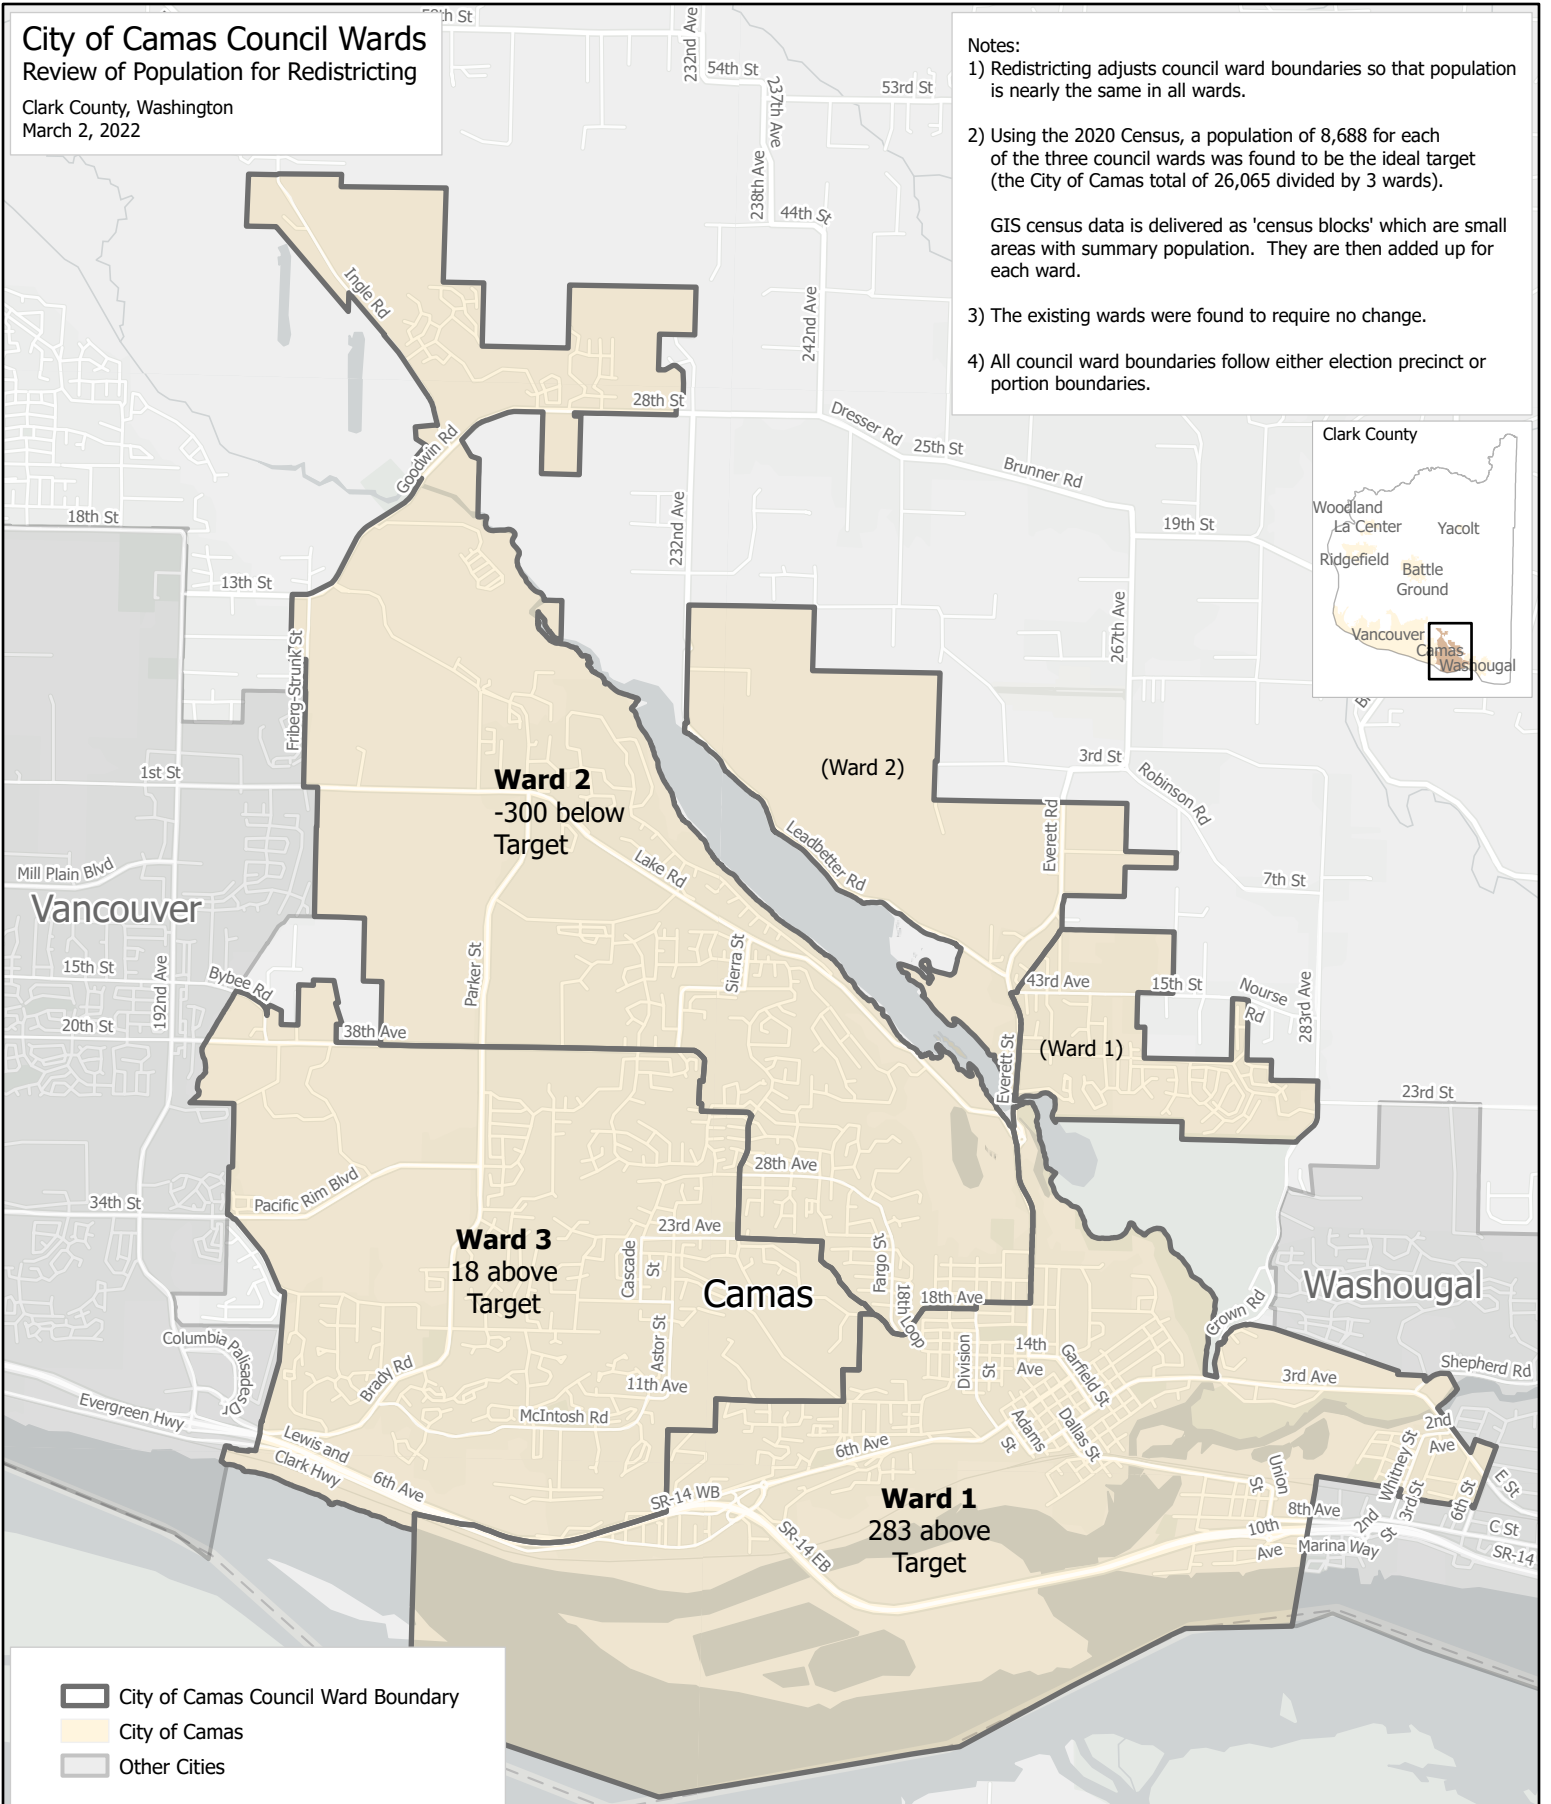 City of Camas Council Wards
Review of Population for Redistricting
Clark County, Washington
March 2, 2022
Notes:
1) Redistricting adjusts council ward boundaries so that population
is nearly the same in all wards.
2) Using the 2020 Census, a population of 8,688 for each
of the three council wards was found to be the ideal target
(the City of Camas total of 26,065 divided by 3 wards).
GIS census data is delivered as 'census blocks' which are small
areas with summary population.  They are then added up for
each ward.
3) The existing wards were found to require no change.
4) All council ward boundaries follow either election precinct or
portion boundaries.
Clark County
Woodland
La Center
Yacolt
Ridgefield
Battle
Ground
Vancouver
Camas
Washougal
232nd Ave
54th St
237th Ave
53rd St
238th Ave
44th St
242nd Ave
Ingle Rd
28th St
Goodwin Rd
Dresser Rd
25th St
Brunner Rd
18th St
232nd Ave
19th St
13th St
267th Ave
Friberg-Strunk St
1st St
Ward 2
-300 below
Target
(Ward 2)
3rd St
Robinson Rd
Everett Rd
Leadbetter Rd
Lake Rd
Mill Plain Blvd
7th St
Vancouver
Sierra St
Parker St
15th St
192nd Ave
Bybee Rd
20th St
38th Ave
43rd Ave
15th St
Nourse
Rd
283rd Ave
Everett St
(Ward 1)
23rd St
28th Ave
34th St
Pacific Rim Blvd
23rd Ave
Ward 3
18 above
Target
Cascade
St
Fargo St
Camas
18th Ave
18th Loop
Washougal
Crown Rd
Columbia Palisades
Dr
Astor St
Division
St
14th
Ave
Garfield St
Brady Rd
11th Ave
3rd Ave
Shepherd Rd
Evergreen Hwy
McIntosh Rd
Adams
St
Dallas St
2nd
Ave
Lewis and
Clark Hwy
6th Ave
6th Ave
Whitney St
Union
St
E St
SR-14 WB
Ward 1
283 above
Target
8th Ave
3rd St
6th St
2nd
St
C St
SR-14
SR-14 EB
10th
Ave
Marina Way
City of Camas Council Ward Boundary
City of Camas
Other Cities